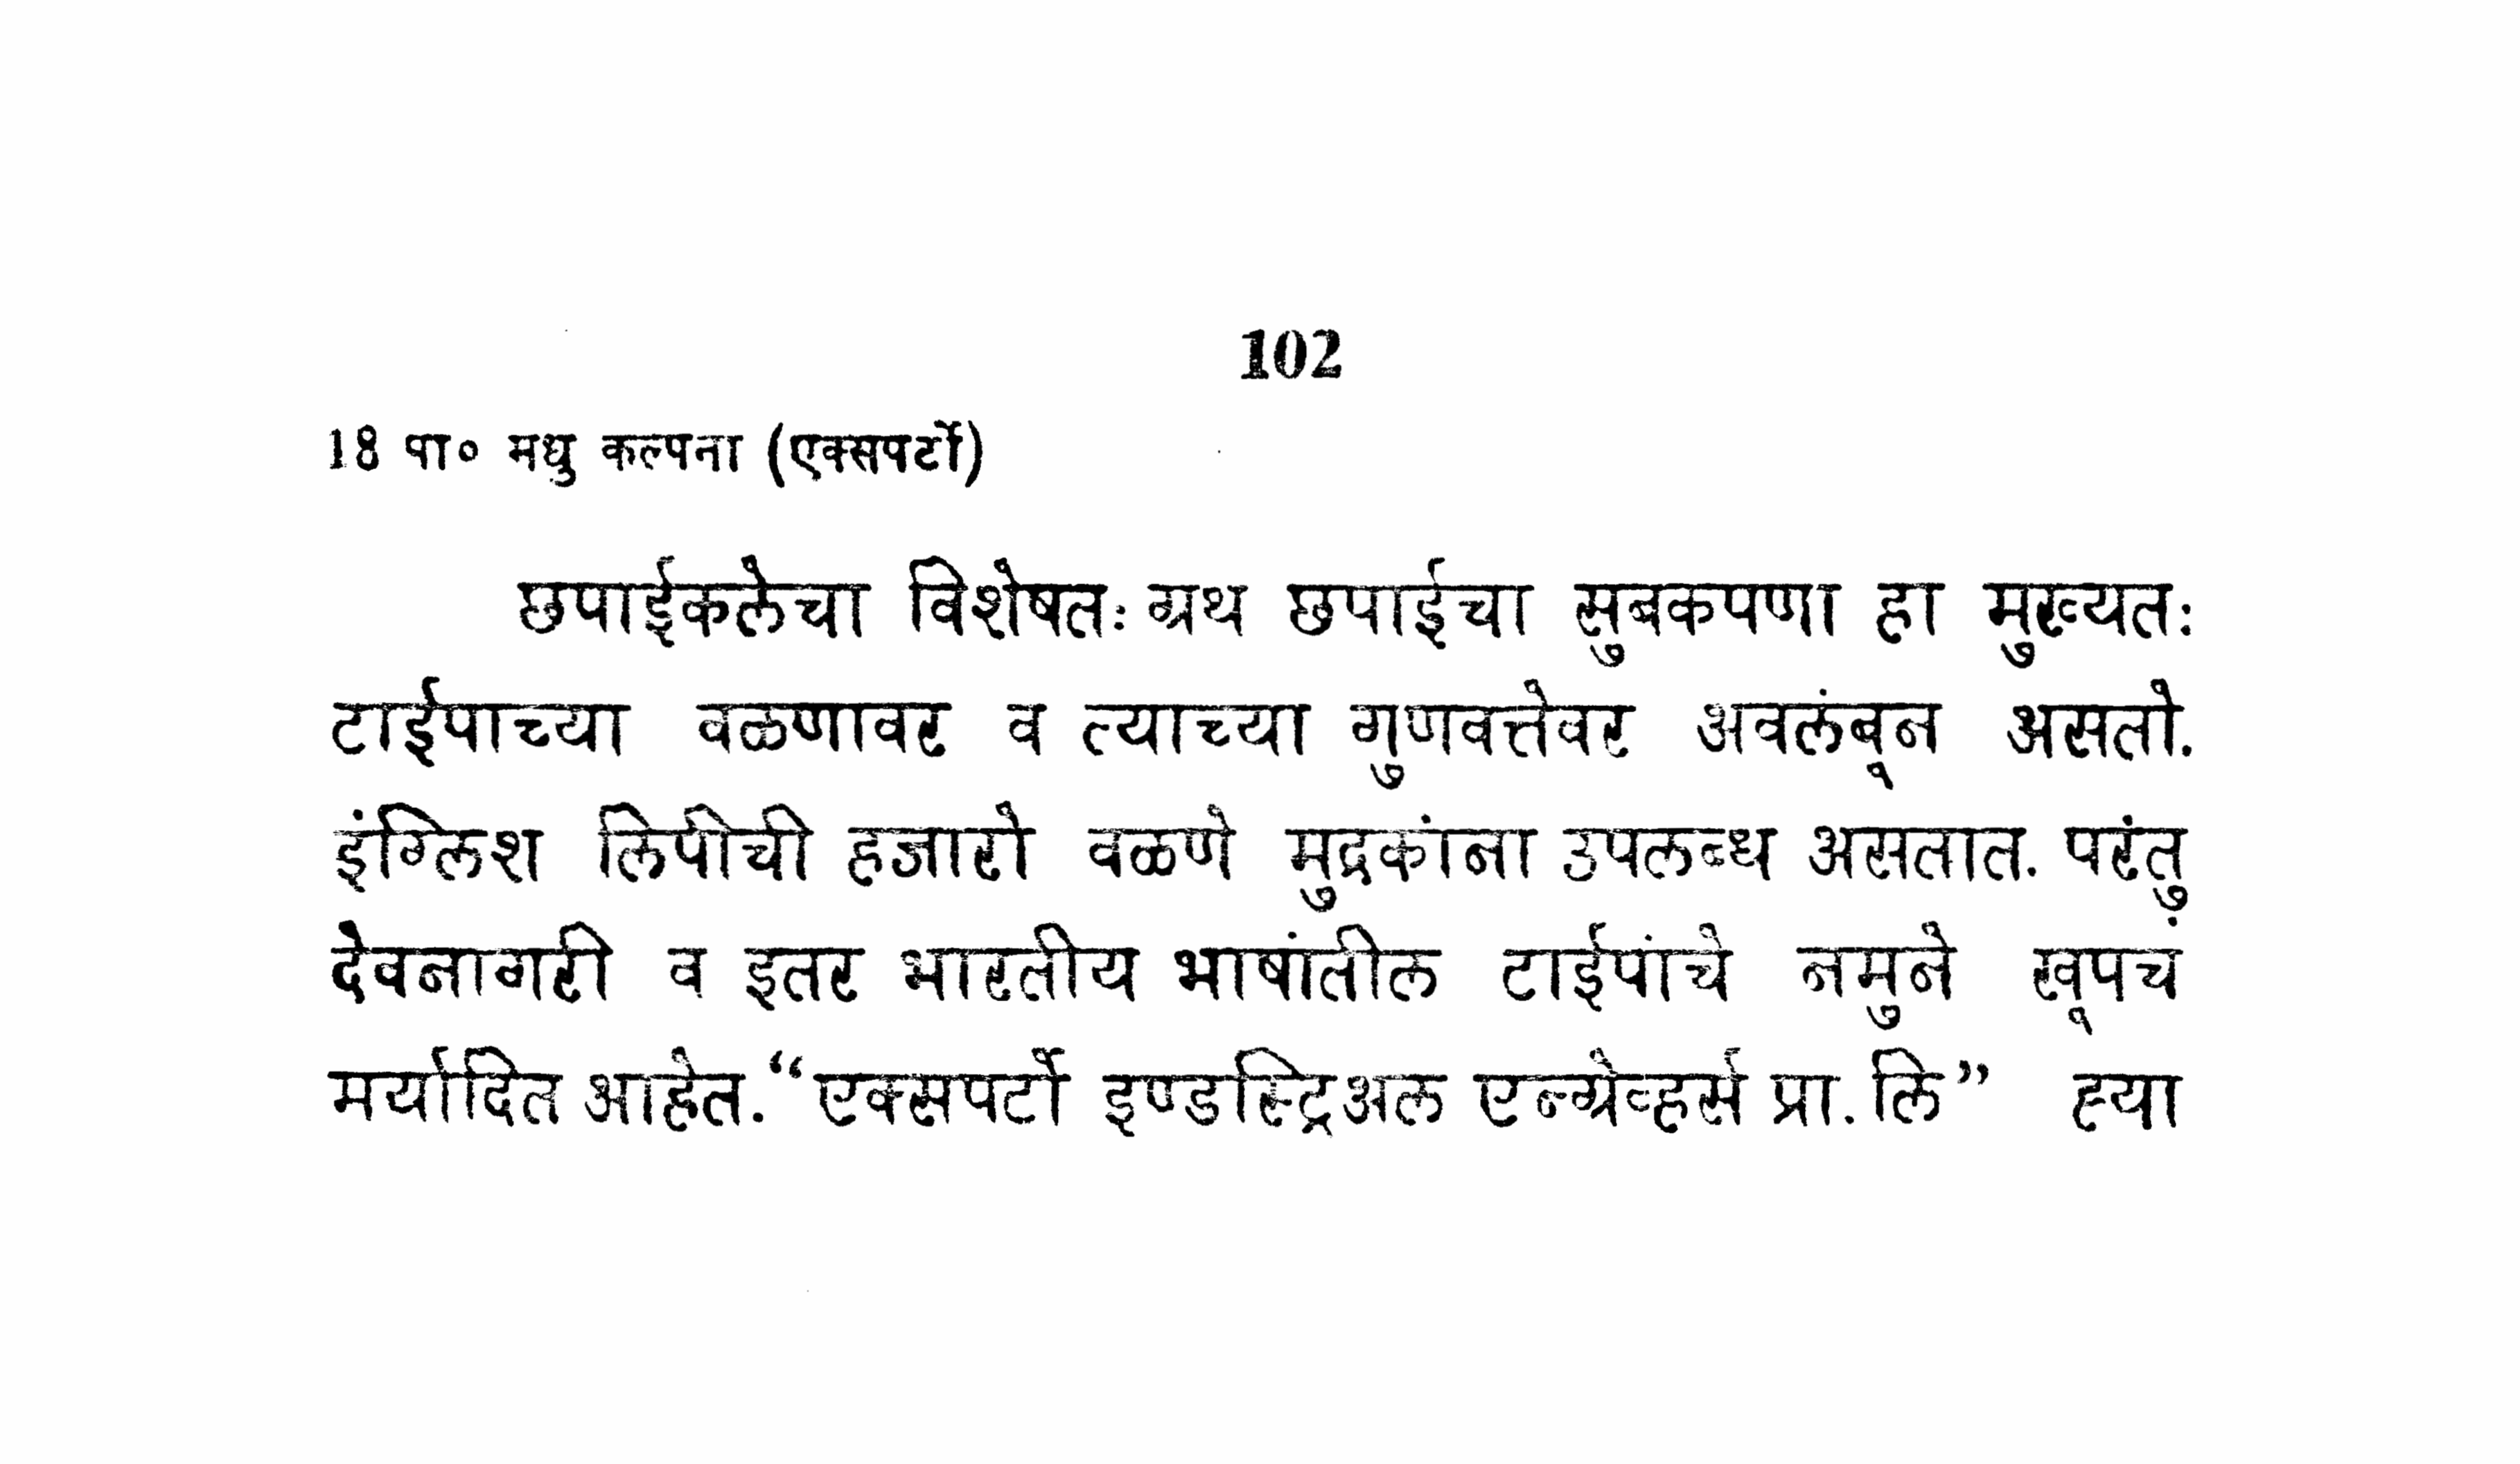 102
18 पा० मधु कल्पना (एक्सपर्टो)
छपाईकलेचा विशेषतः ग्रथ छपाईचा सुबकपणा हा मुख्यतः
टाईपाच्या वळणावर व त्याच्या गुणवत्तेवर अवलंबून असतो.
इंग्लिश लिपीची हजारो वळणे मुद्रकांना उपलब्ध असतात. परंतु
देवनागरी व इतर भारतीय भाषांतील टाईपांचे नमुने खूपचं
मर्यादित आहेत. “एक्सपर्टो इण्डस्ट्रिअल एन्ग्रेव्हर्स प्रा. लि” ह्या